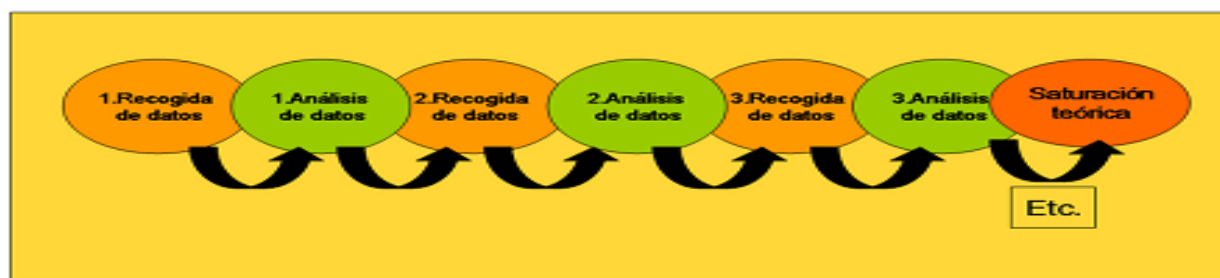 1.Recogida
de datos
1.Análisis
de datos
2.Recogida
de datos
2.Análisis
de datos
3.Recogida
de datos
3.Análisis
de datos
Saturación
teórica
Etc.